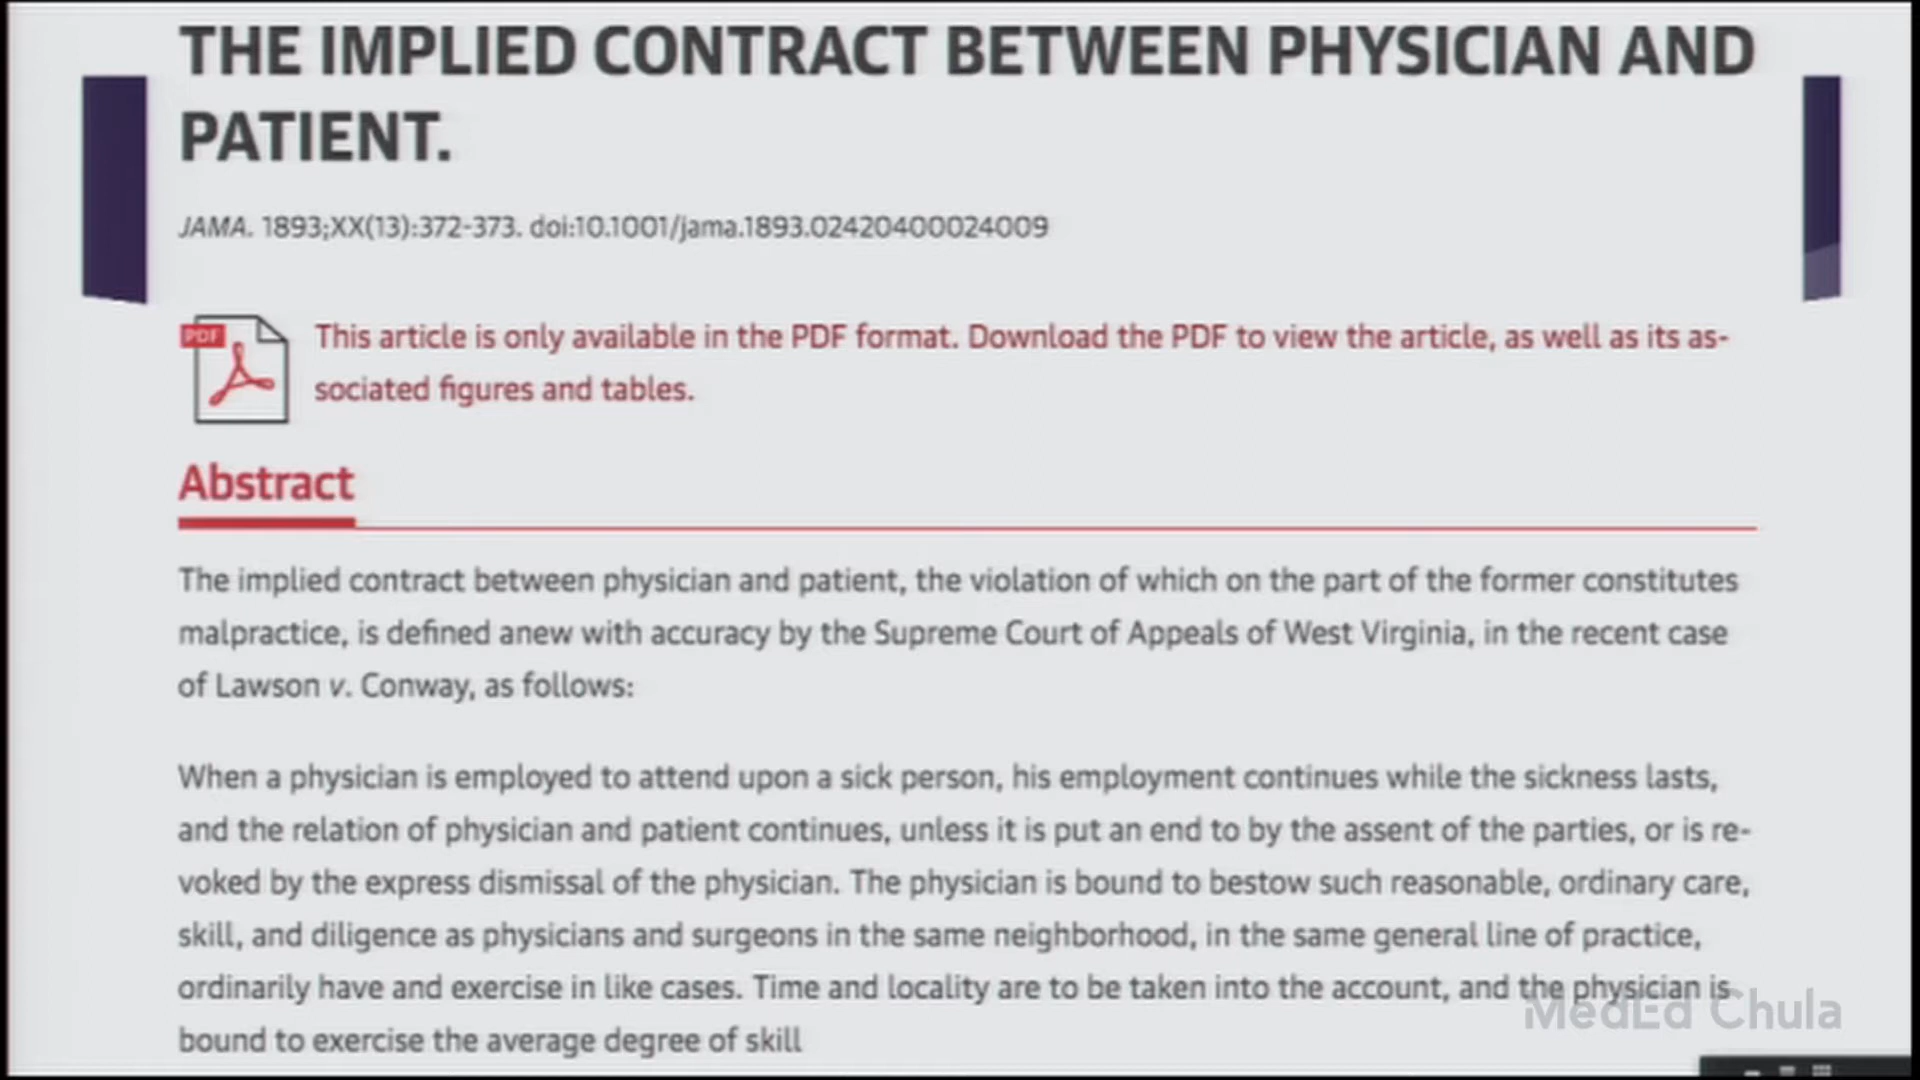 THE IMPLIED CONTRACT BETWEEN PHYSICIAN AND
PATIENT.
JAMA. 1893;XX(13):372-373. doi:10.1001/jama.1893.02420400024009
PDF
This article is only available in the PDF format. Download the PDF to view the article, as well as its as-
sociated figures and tables.
Abstract
The implied contract between physician and patient, the violation of which on the part of the former constitutes
malpractice, is defined anew with accuracy by the Supreme Court of Appeals of West Virginia, in the recent case
of Lawson v. Conway, as follows:
When a physician is employed to attend upon a sick person, his employment continues while the sickness lasts,
and the relation of physician and patient continues, unless it is put an end to by the assent of the parties, or is re-
voked by the express dismissal of the physician. The physician is bound to bestow such reasonable, ordinary care,
skill, and diligence as physicians and surgeons in the same neighborhood, in the same general line of practice,
ordinarily have and exercise in like cases. Time and locality are to be taken into the account, and the physician is
bound to exercise the average degree of skill
MedEd Chula